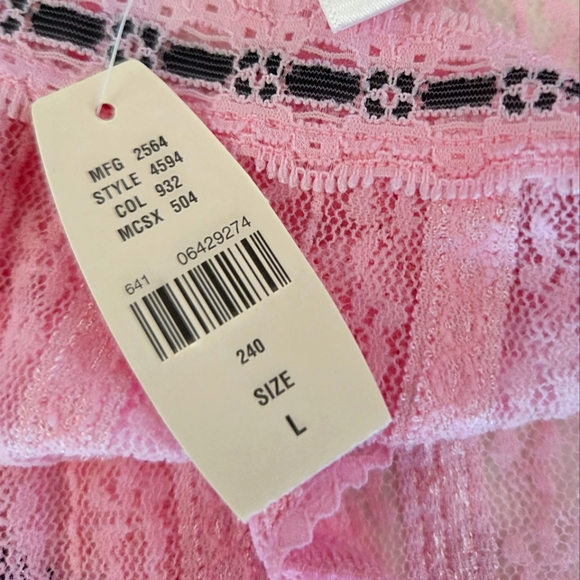 MFG 2564
STYLE 4594
COL 932
MCSX 504
641 06429274
240
SIZE
L